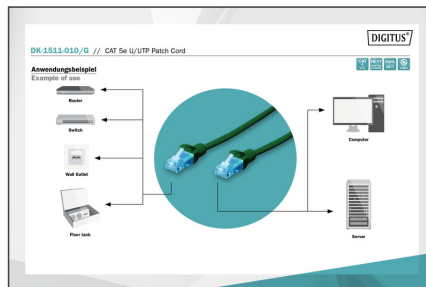 DIGITUS®
DK-1511-010/G // CAT 5e U/UTP Patch Cord
Anwendungsbeispiel
Example of use
Router
Switch
Wall Outlet
Floor tank
Computer
Server